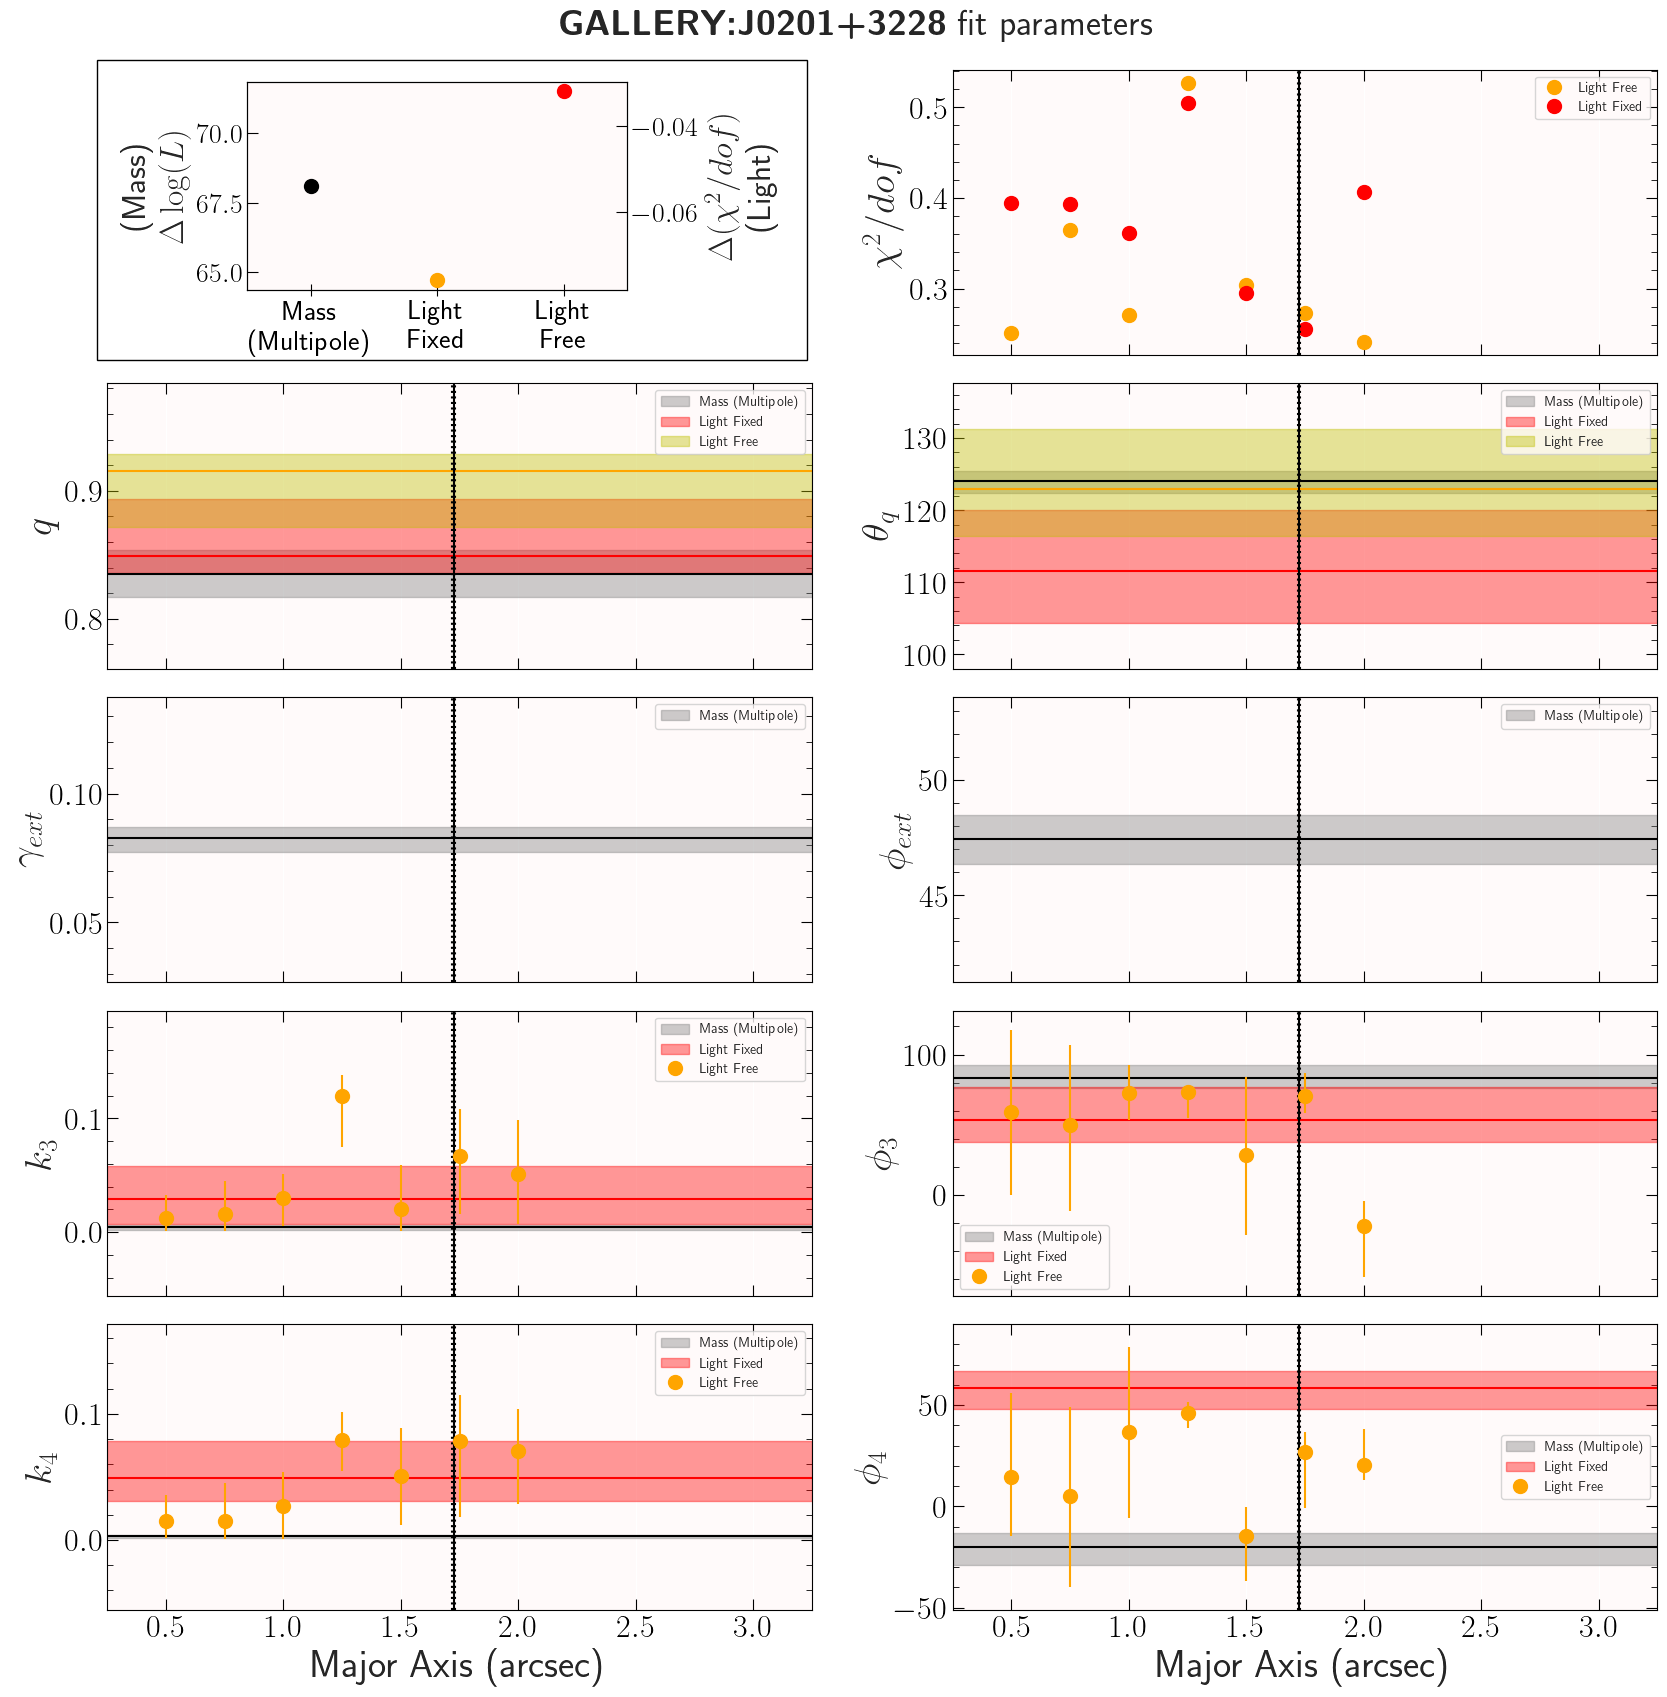 GALLERY:J0201+3228 fit parameters
(Mass)
Δ log(L)
70.0
67.5
65.0
−0.04
−0.06
Δ(χ²/dof)
(Light)
Mass
(Multipole)
Light
Fixed
Light
Free
χ²/dof
0.5
0.4
0.3
Light Free
Light Fixed
q
0.9
0.8
Mass (Multipole)
Light Fixed
Light Free
θq
130
120
110
100
Mass (Multipole)
Light Fixed
Light Free
γext
0.10
0.05
Mass (Multipole)
ϕext
50
45
Mass (Multipole)
k3
0.1
0.0
Mass (Multipole)
Light Fixed
Light Free
ϕ3
100
0
Mass (Multipole)
Light Fixed
Light Free
k4
0.1
0.0
Mass (Multipole)
Light Fixed
Light Free
0.5 1.0 1.5 2.0 2.5 3.0
Major Axis (arcsec)
ϕ4
50
0
−50
Mass (Multipole)
Light Fixed
Light Free
0.5 1.0 1.5 2.0 2.5 3.0
Major Axis (arcsec)